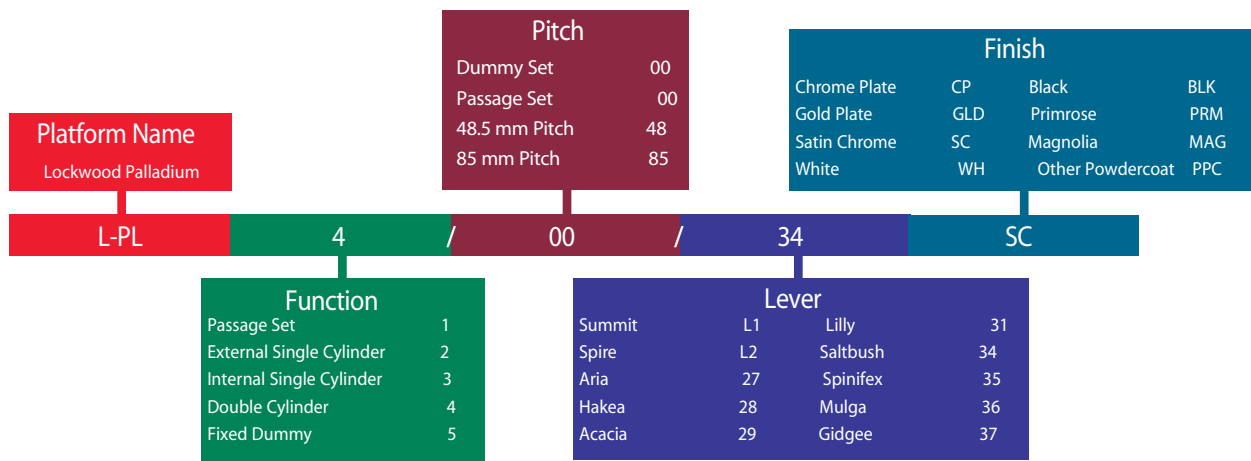 Pitch
Dummy Set 00
Passage Set 00
48.5 mm Pitch 48
85 mm Pitch 85
Finish
Chrome Plate CP Black BLK
Gold Plate GLD Primrose PRM
Satin Chrome SC Magnolia MAG
White WH Other Powdercoat PPC
Platform Name
Lockwood Palladium
L-PL 4 / 00 / 34 SC
Function
Passage Set 1
External Single Cylinder 2
Internal Single Cylinder 3
Double Cylinder 4
Fixed Dummy 5
Lever
Summit L1 Lilly 31
Spire L2 Saltbush 34
Aria 27 Spinifex 35
Hakea 28 Mulga 36
Acacia 29 Gidgee 37